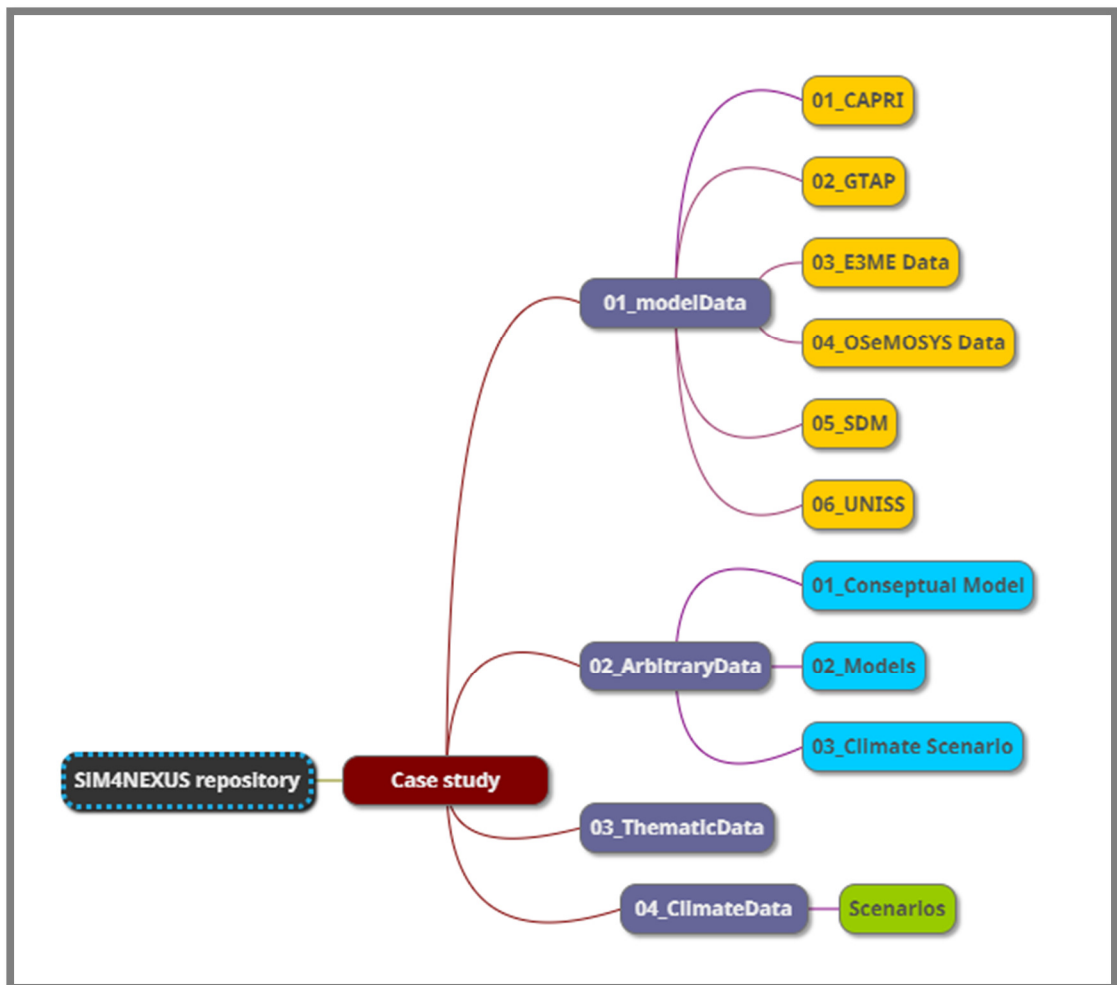 01_CAPRI
02_GTAP
03_E3ME Data
01_modelData
04_OSeMOSYS Data
05_SDM
06_UNISS
01_Conseptual Model
02_ArbitraryData
02_Models
03_Climate Scenario
SIM4NEXUS repository
Case study
03_ThematicData
04_ClimateData
Scenarios